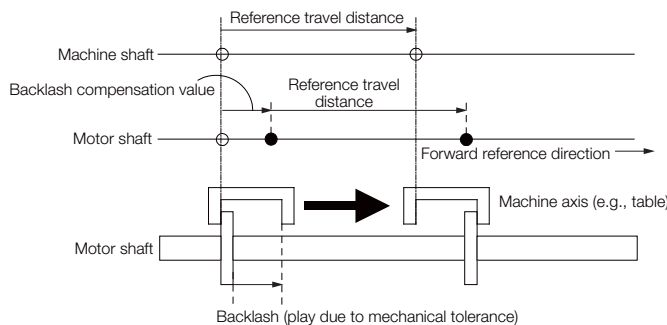 Reference travel distance
Machine shaft
Backlash compensation value
Reference travel
distance
Motor shaft
Forward reference direction
Machine axis (e.g., table)
Motor shaft
Backlash (play due to mechanical tolerance)